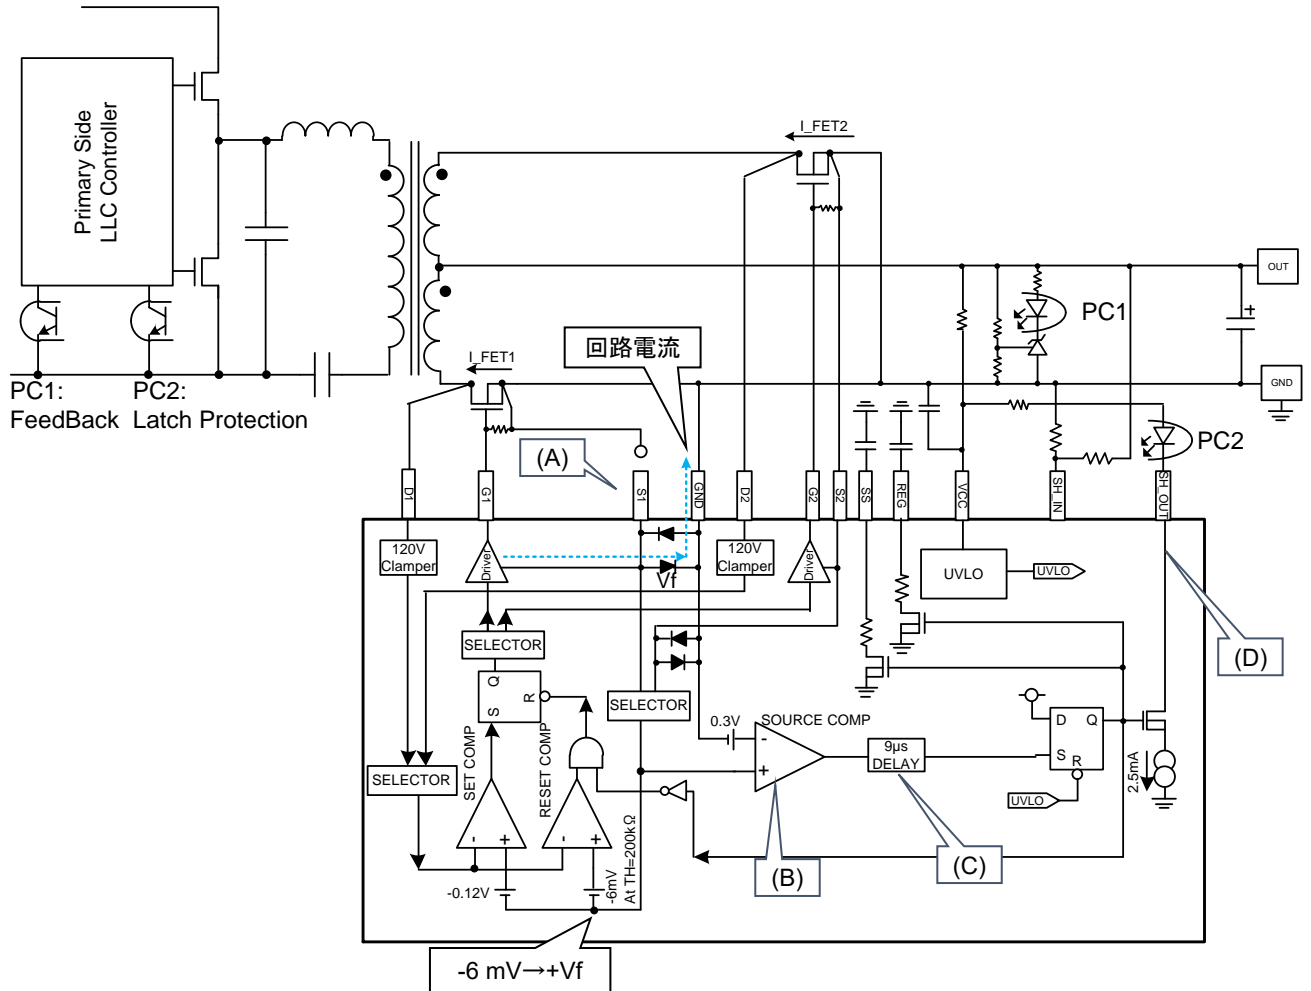 Primary Side
LLC Controller
PC1:
FeedBack
PC2:
Latch Protection
I_FET2
I_FET1
回路電流
OUT
GND
PC1
PC2
(A)
D1
G1
S1
GND
D2
G2
S2
SS
REG
VCC
SH_IN
SH_OUT
120V
Clamper
Driver
Vf
120V
Clamper
Driver
UVLO
UVLO
(D)
SELECTOR
Q
S
R
SELECTOR
0.3V
SOURCE COMP
-
+
9µs
DELAY
D
Q
S
R
2.5mA
UVLO
SELECTOR
SET COMP
RESET COMP
-
+
-
+
At TH=200kΩ
-0.12V
-6mV
(B)
(C)
-6 mV→+Vf
+